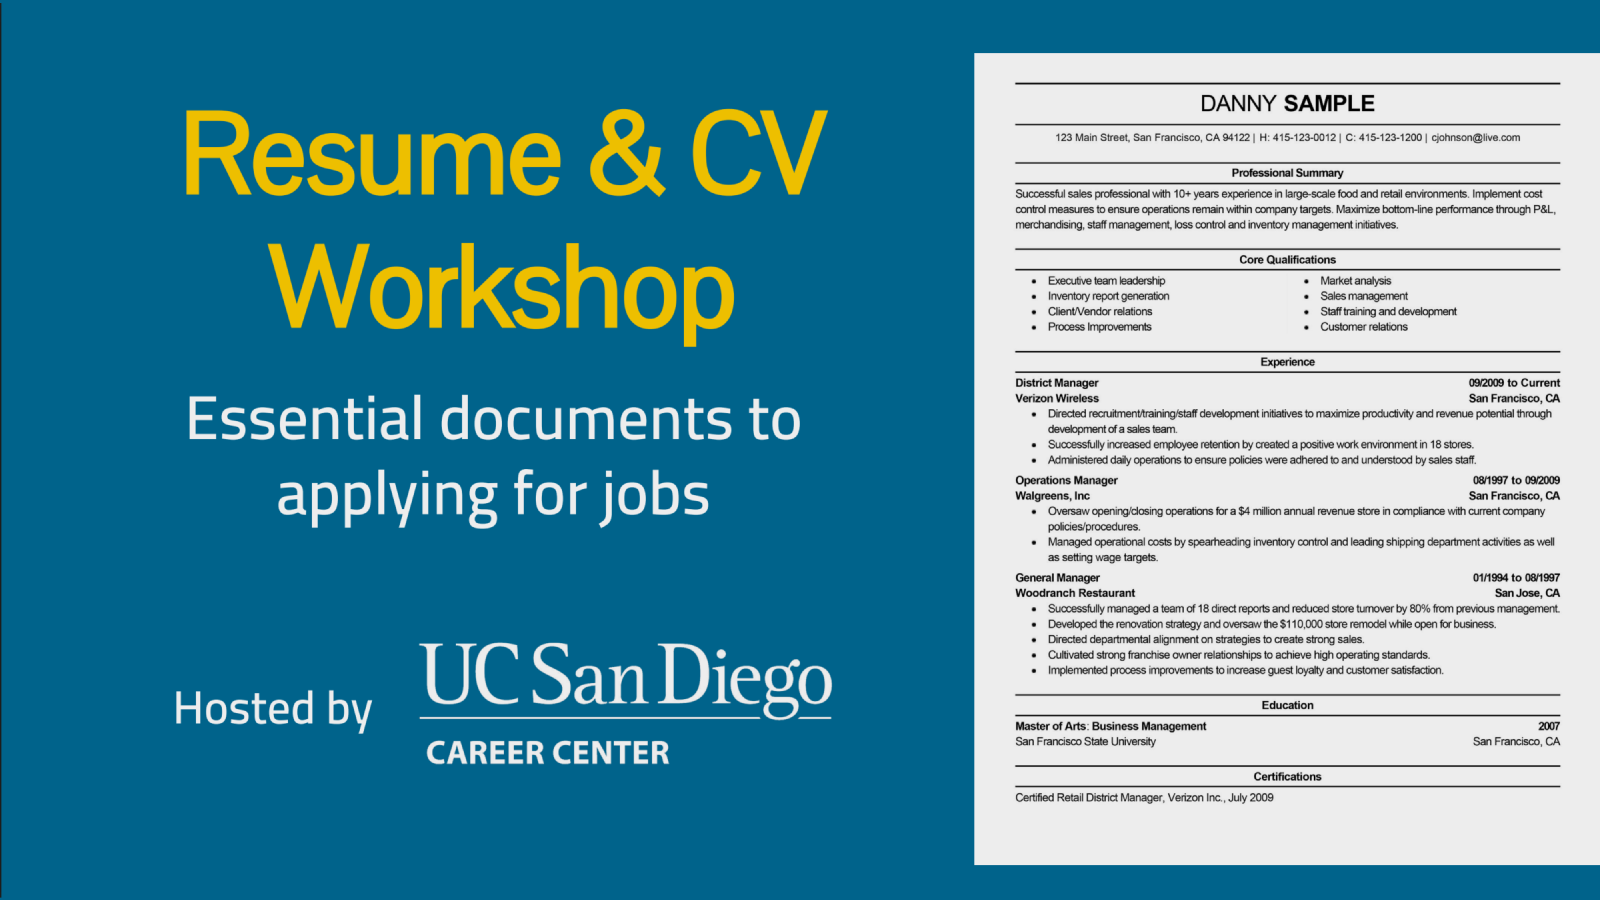 Resume & CV
Workshop
Essential documents to
applying for jobs
Hosted by
UC San Diego
CAREER CENTER
DANNY SAMPLE
123 Main Street, San Francisco, CA 94122 | H: 415-123-0012 | C: 415-123-1200 | cjohnson@live.com
Professional Summary
Successful sales professional with 10+ years experience in large-scale food and retail environments. Implement cost
control measures to ensure operations remain within company targets. Maximize bottom-line performance through P&L,
merchandising, staff management, loss control and inventory management initiatives.
Core Qualifications
• Executive team leadership
• Inventory report generation
• Client/Vendor relations
• Process Improvements
• Market analysis
• Sales management
• Staff training and development
• Customer relations
Experience
District Manager 09/2009 to Current
Verizon Wireless San Francisco, CA
• Directed recruitment/training/staff development initiatives to maximize productivity and revenue potential through
development of a sales team.
• Successfully increased employee retention by created a positive work environment in 18 stores.
• Administered daily operations to ensure policies were adhered to and understood by sales staff.
Operations Manager 08/1997 to 09/2009
Walgreens, Inc San Francisco, CA
• Oversaw opening/closing operations for a $4 million annual revenue store in compliance with current company
policies/procedures.
• Managed operational costs by spearheading inventory control and leading shipping department activities as well
as setting wage targets.
General Manager 01/1994 to 08/1997
Woodranch Restaurant San Jose, CA
• Successfully managed a team of 18 direct reports and reduced store turnover by 80% from previous management.
• Developed the renovation strategy and oversaw the $110,000 store remodel while open for business.
• Directed departmental alignment on strategies to create strong sales.
• Cultivated strong franchise owner relationships to achieve high operating standards.
• Implemented process improvements to increase guest loyalty and customer satisfaction.
Education
Master of Arts: Business Management 2007
San Francisco State University San Francisco, CA
Certifications
Certified Retail District Manager, Verizon Inc., July 2009